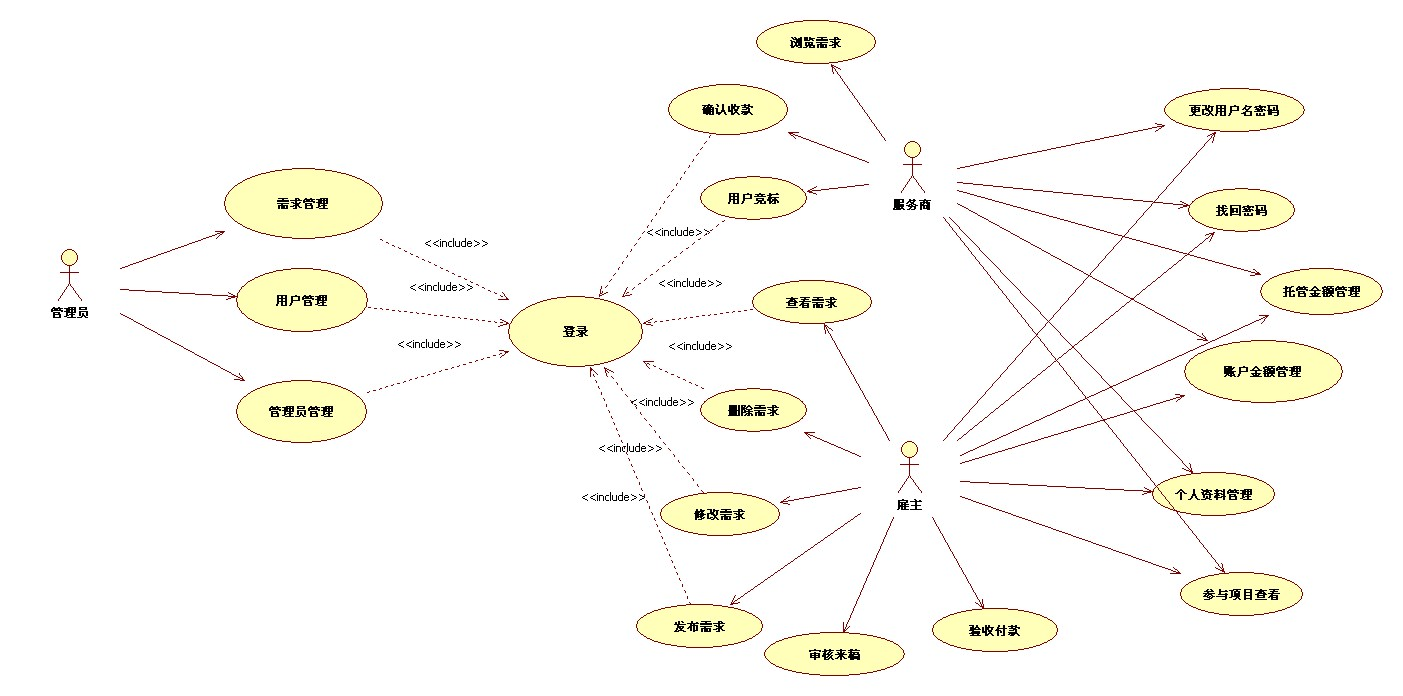 浏览需求
确认收款
更改用户名密码
用户竞标
服务商
需求管理
找回密码
<<include>>
<<include>>
管理员
<<include>>
<<include>>
用户管理
查看需求
托管金额管理
登录
<<include>>
<<include>>
账户金额管理
管理员管理
<<include>>
删除需求
<<include>>
个人资料管理
<<include>>
雇主
修改需求
参与项目查看
发布需求
验收付款
审核来稿